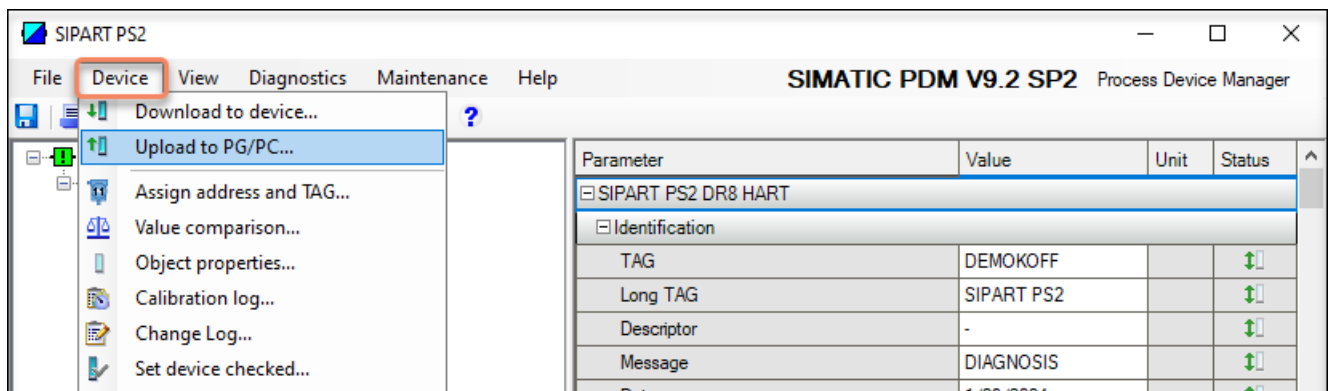 SIPART PS2
File Device View Diagnostics Maintenance Help SIMATIC PDM V9.2 SP2 Process Device Manager
Download to device...
?
Upload to PG/PC...
Assign address and TAG...
Value comparison...
Object properties...
Calibration log...
Change Log...
Set device checked...
Parameter Value Unit Status
SIPART PS2 DR8 HART
Identification
TAG DEMOKOFF
Long TAG SIPART PS2
Descriptor -
Message DIAGNOSIS